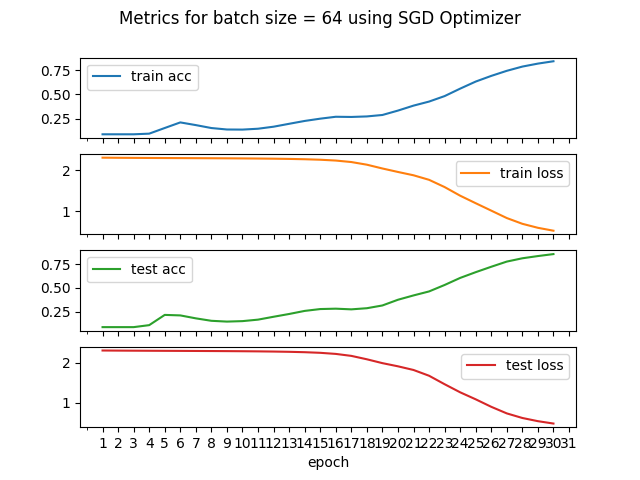 Metrics for batch size = 64 using SGD Optimizer
0.75
0.50
0.25
train acc
2
1
train loss
0.75
0.50
0.25
test acc
2
1
test loss
1 2 3 4 5 6 7 8 9 10 11 12 13 14 15 16 17 18 19 20 21 22 23 24 25 26 27 28 29 30 31
epoch